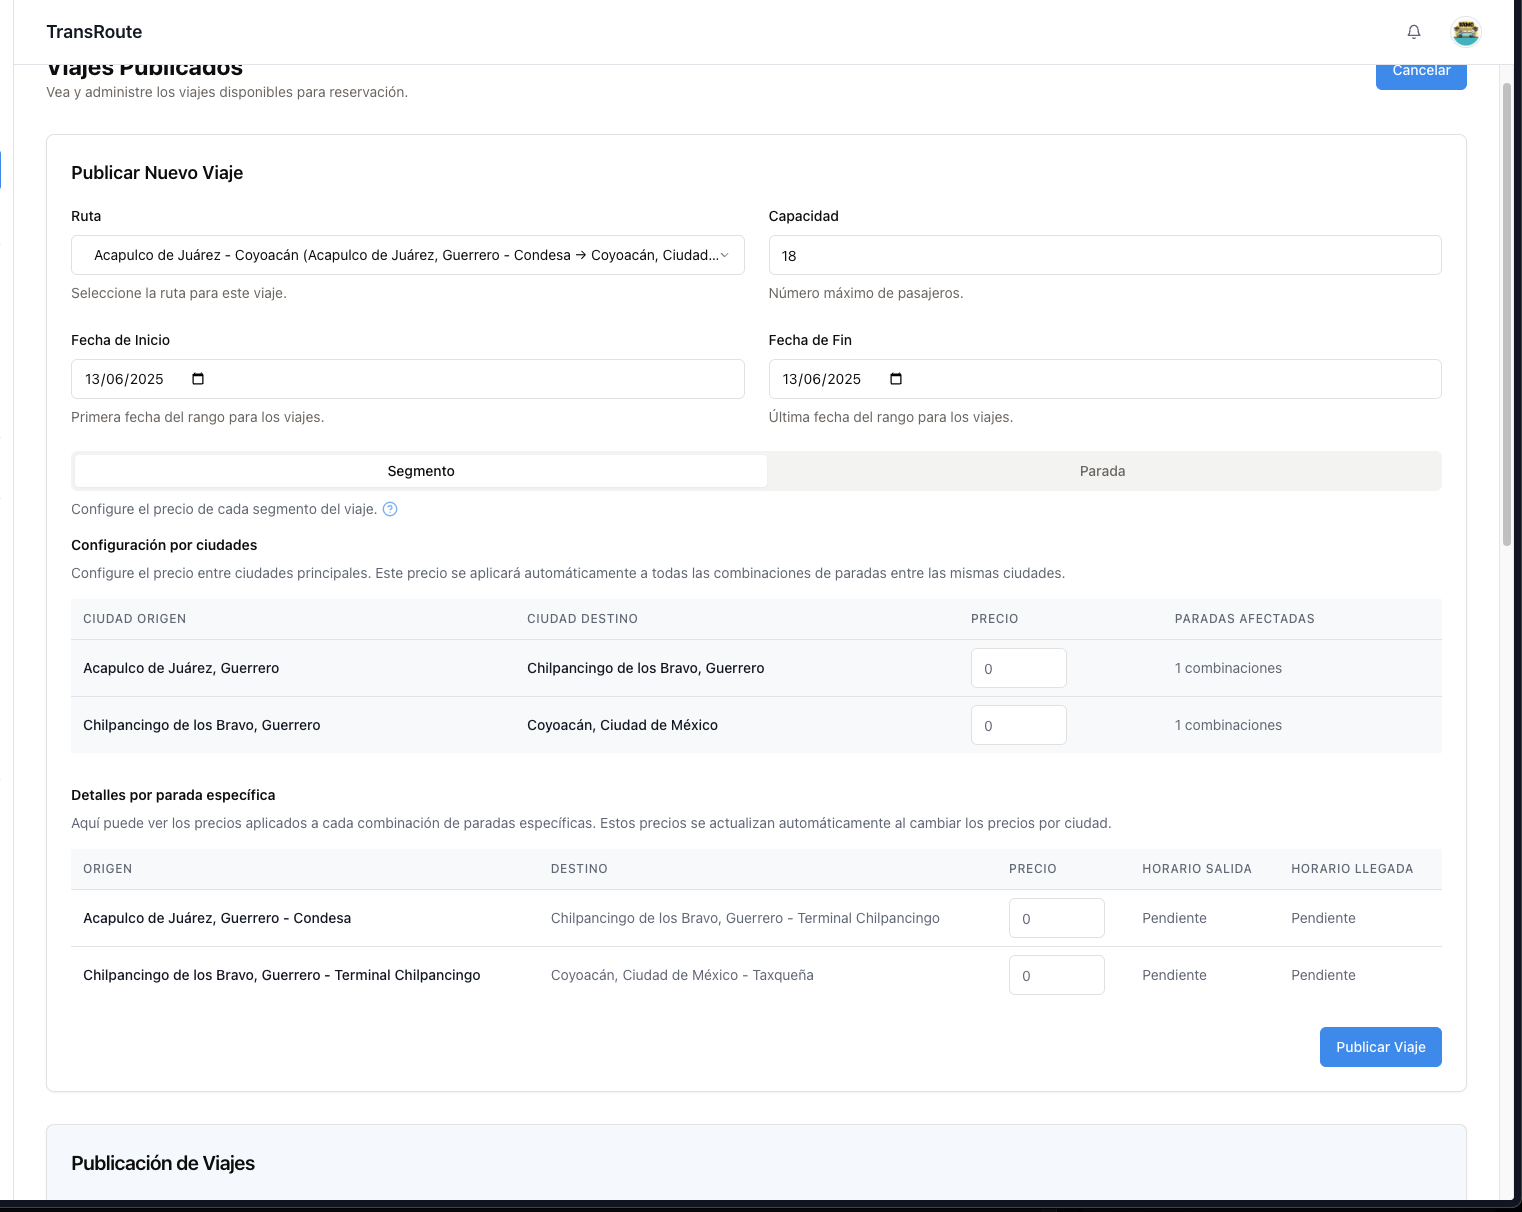 TransRoute
Viajes Publicados
Cancelar
Vea y administre los viajes disponibles para reservación.
Publicar Nuevo Viaje
Ruta
Capacidad
Acapulco de Juárez - Coyoacán (Acapulco de Juárez, Guerrero - Condesa → Coyoacán, Ciudad...
18
Seleccione la ruta para este viaje.
Número máximo de pasajeros.
Fecha de Inicio
Fecha de Fin
13/06/2025
13/06/2025
Primera fecha del rango para los viajes.
Última fecha del rango para los viajes.
Segmento
Parada
Configure el precio de cada segmento del viaje. ?
Configuración por ciudades
Configure el precio entre ciudades principales. Este precio se aplicará automáticamente a todas las combinaciones de paradas entre las mismas ciudades.
CIUDAD ORIGEN CIUDAD DESTINO PRECIO PARADAS AFECTADAS
Acapulco de Juárez, Guerrero Chilpancingo de los Bravo, Guerrero 0 1 combinaciones
Chilpancingo de los Bravo, Guerrero Coyoacán, Ciudad de México 0 1 combinaciones
Detalles por parada específica
Aquí puede ver los precios aplicados a cada combinación de paradas específicas. Estos precios se actualizan automáticamente al cambiar los precios por ciudad.
ORIGEN DESTINO PRECIO HORARIO SALIDA HORARIO LLEGADA
Acapulco de Juárez, Guerrero - Condesa Chilpancingo de los Bravo, Guerrero - Terminal Chilpancingo 0 Pendiente Pendiente
Chilpancingo de los Bravo, Guerrero - Terminal Chilpancingo Coyoacán, Ciudad de México - Taxqueña 0 Pendiente Pendiente
Publicar Viaje
Publicación de Viajes